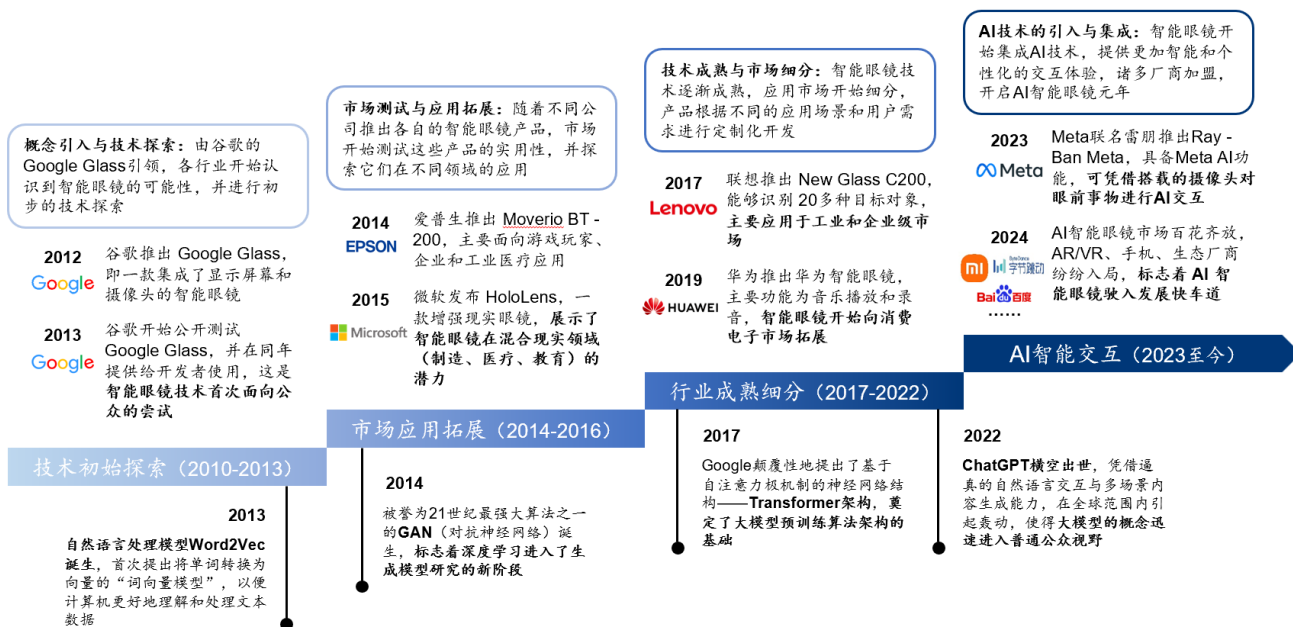 概念引入与技术探索：由谷歌的
Google Glass引领，各行业开始认
识到智能眼镜的可能性，并进行初
步的技术探索
2012
Google
谷歌推出 Google Glass,
即一款集成了显示屏幕和
摄像头的智能眼镜
2013
Google
谷歌开始公开测试
Google Glass，并在同年
提供给开发者使用，这是
智能眼镜技术首次面向公
众的尝试
技术初始探索（2010-2013）
2013
自然语言处理模型Word2Vec
诞生，首次提出将单词转换为
向量的“词向量模型”，以便
计算机更好地理解和处理文本
数据
市场测试与应用拓展：随着不同公
司推出各自的智能眼镜产品，市场
开始测试这些产品的实用性，并探
索它们在不同领域的应用
2014
EPSON
爱普生推出 Moverio BT -
200，主要面向游戏玩家、
企业和工业医疗应用
2015
Microsoft
微软发布 HoloLens，一
款增强现实眼镜，展示了
智能眼镜在混合现实领域
（制造、医疗、教育）的
潜力
市场应用拓展（2014-2016）
2014
被誉为21世纪最强大算法之一
的GAN（对抗神经网络）诞
生，标志着深度学习进入了生
成模型研究的新阶段
技术成熟与市场细分：智能眼镜技
术逐渐成熟，应用市场开始细分，
产品根据不同的应用场景和用户需
求进行定制化开发
2017
Lenovo
联想推出 New Glass C200，
能够识别 20多种目标对象，
主要应用于工业和企业级市
场
2019
HUAWEI
华为推出华为智能眼镜，
主要功能为音乐播放和录
音，智能眼镜开始向消费
电子市场拓展
行业成熟细分（2017-2022）
2017
Google颠覆性地提出了基于
自注意力极机制的神经网络结
构——Transformer架构，奠
定了大模型预训练算法架构的
基础
2022
ChatGPT横空出世，凭借逼
真的自然语言交互与多场景内
容生成能力，在全球范围内引
起轰动，使得大模型的概念迅
速进入普通公众视野
AI技术的引入与集成：智能眼镜开
始集成AI技术，提供更加智能和个
性化的交互体验，诸多厂商加盟，
开启AI智能眼镜元年
2023
Meta
Meta联名雷朋推出Ray -
Ban Meta，具备Meta AI功
能，可凭借搭载的摄像头对
眼前事物进行AI交互
2024
字节跳动
Bai百度
......
AI智能眼镜市场百花齐放，
AR/VR、手机、生态厂商
纷纷入局，标志着 AI 智
能眼镜驶入发展快车道
AI智能交互（2023至今）